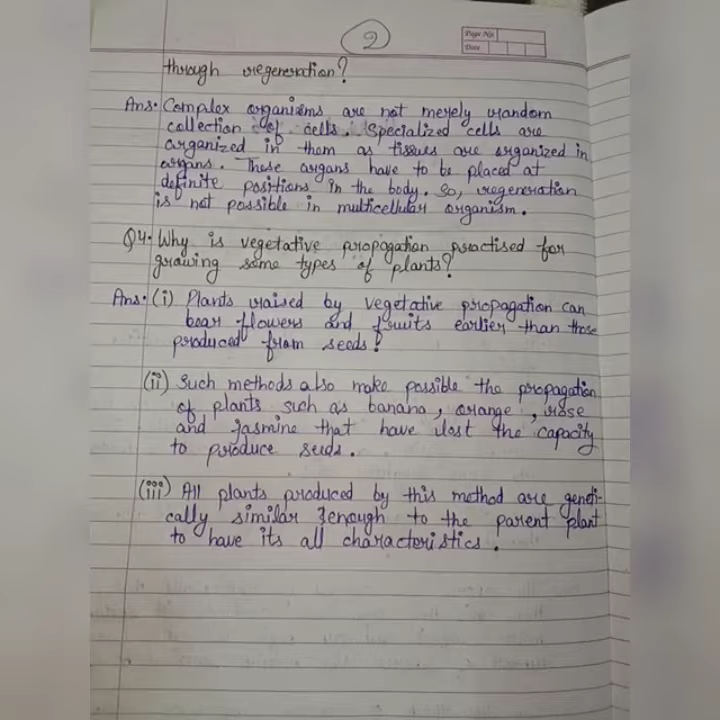 2
Page No.
Date
through regeneration?
Ans. Complex organisms are not merely random
collection of cells. Specialized cells are
organized in them as tissues are organized in
organs. These organs have to be placed at
definite positions in the body. So, regeneration
is not possible in multicellular organism.
Q4. Why is vegetative propagation practised for
growing some types of plants?
Ans. (i) Plants raised by vegetative propagation can
bear flowers and fruits earlier than those
produced from seeds.
(ii) Such methods also make possible the propagation
of plants such as banana, orange, rose
and jasmine that have lost the capacity
to produce seeds.
(iii) All plants produced by this method are geneti-
cally similar enough to the parent plant
to have its all characteristics.